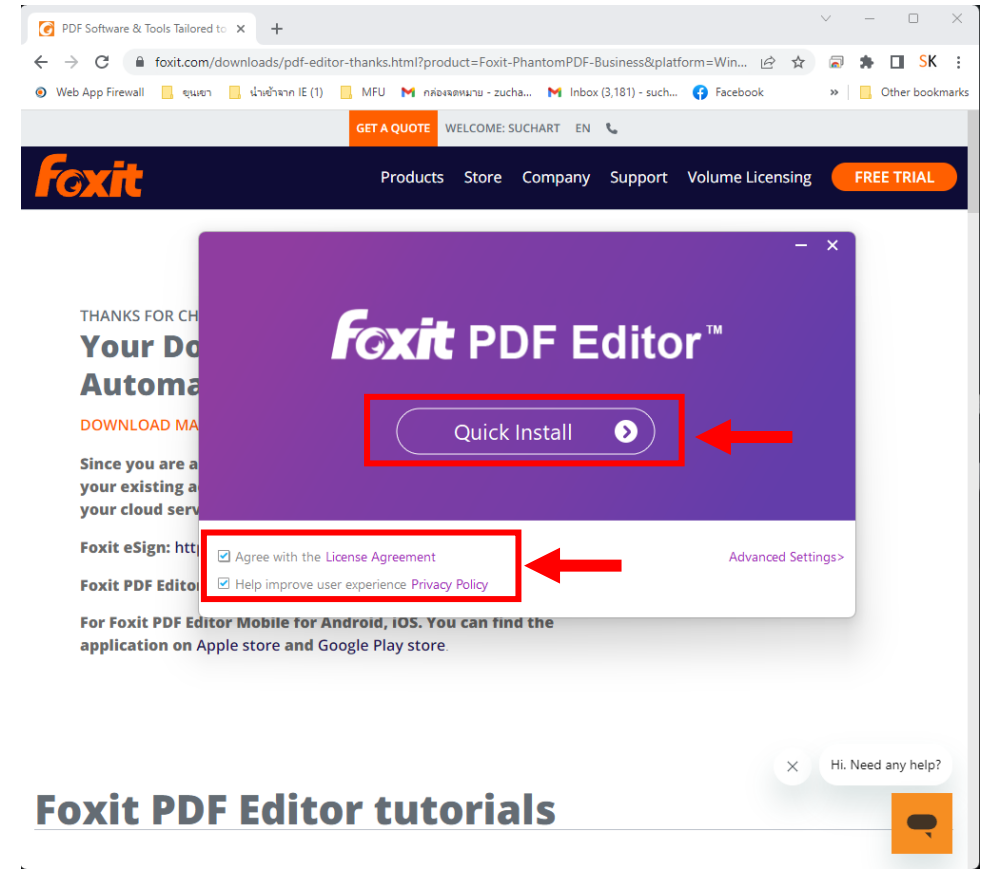 PDF Software & Tools Tailored to
foxit.com/downloads/pdf-editor-thanks.html?product=Foxit-PhantomPDF-Business&platform=Win...
SK
Web App Firewall
ขุนเขา
นำเข้าจาก IE (1)
MFU
กล่องจดหมาย - zucha...
Inbox (3,181) - such...
Facebook
»
Other bookmarks
GET A QUOTE WELCOME: SUCHART EN
foxit
Products Store Company Support Volume Licensing FREE TRIAL
THANKS FOR CH
Your Do
Automa
DOWNLOAD MA
Since you are a
your existing a
your cloud serv
Foxit eSign: http
Foxit PDF Edito
For Foxit PDF Editor Mobile for Android, iOS. You can find the
application on Apple store and Google Play store.
Foxit PDF Editor™
Quick Install
Agree with the License Agreement
Help improve user experience Privacy Policy
Advanced Settings>
Hi. Need any help?
Foxit PDF Editor tutorials